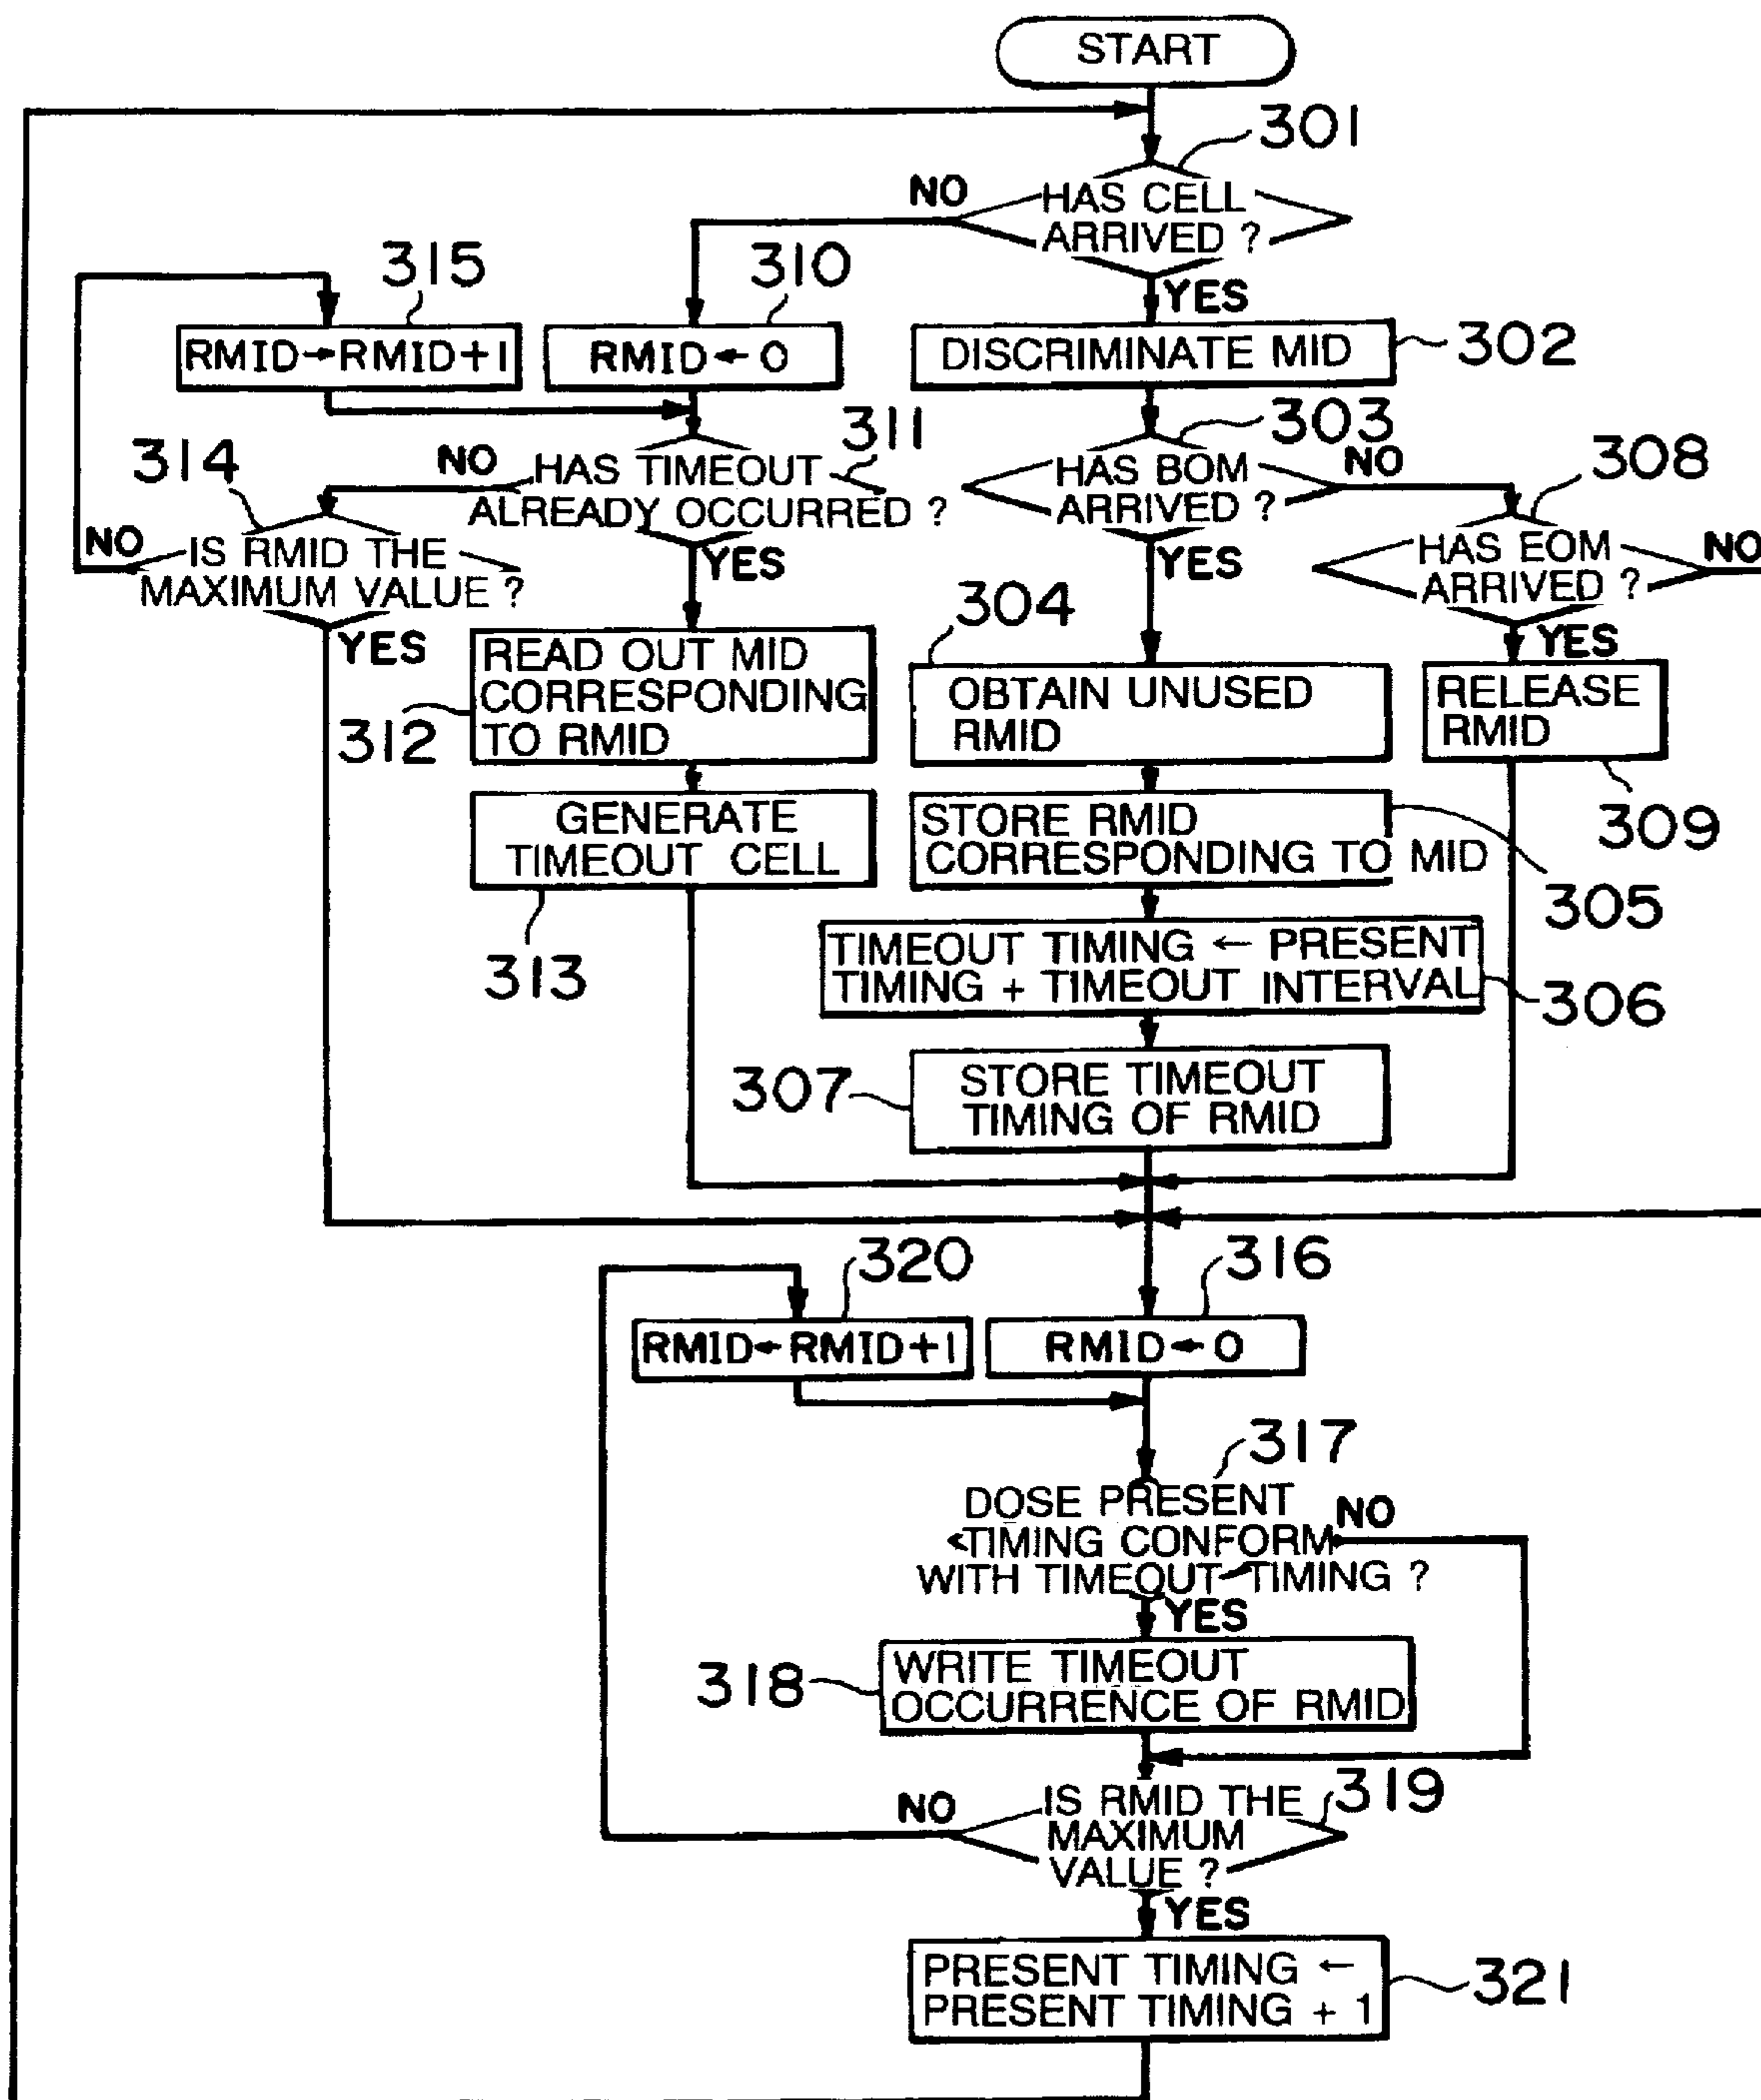 START
301
HAS CELL
ARRIVED ?
NO
YES
315
310
RMID→RMID+1
RMID←0
DISCRIMINATE MID
302
303
311
308
314
NO
HAS TIMEOUT
ALREADY OCCURRED ?
HAS BOM
ARRIVED ?
NO
NO
IS RMID THE
MAXIMUM VALUE ?
YES
YES
HAS EOM
ARRIVED ?
NO
YES
304
YES
READ OUT MID
CORRESPONDING
TO RMID
312
OBTAIN UNUSED
RMID
RELEASE
RMID
GENERATE
TIMEOUT CELL
STORE RMID
CORRESPONDING TO MID
309
305
313
TIMEOUT TIMING ← PRESENT
TIMING + TIMEOUT INTERVAL
306
307
STORE TIMEOUT
TIMING OF RMID
320
316
RMID←RMID+1
RMID←0
317
DOSE PRESENT
TIMING CONFORM
WITH TIMEOUT TIMING ?
NO
YES
318
WRITE TIMEOUT
OCCURRENCE OF RMID
319
NO
IS RMID THE
MAXIMUM
VALUE ?
YES
PRESENT TIMING ←
PRESENT TIMING + 1
321